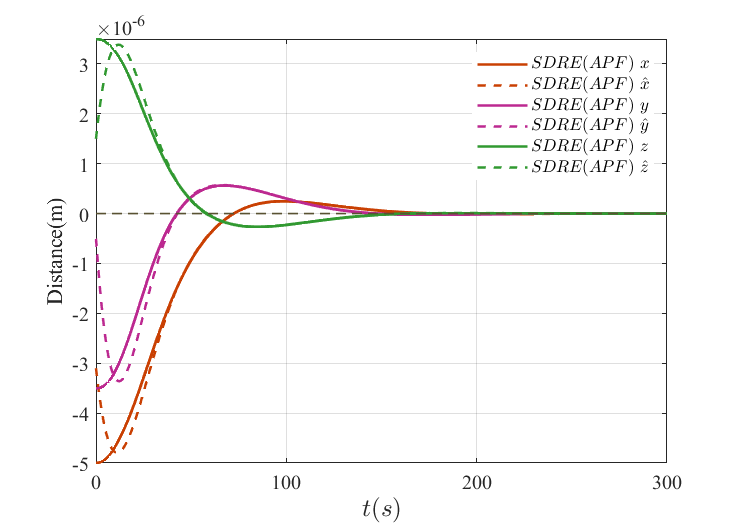 ×10⁻⁶
3
2
1
0
-1
-2
-3
-4
-5
Distance(m)
SDRE(APF) x
SDRE(APF) x̂
SDRE(APF) y
SDRE(APF) ŷ
SDRE(APF) z
SDRE(APF) ẑ
0 100 200 300
t(s)